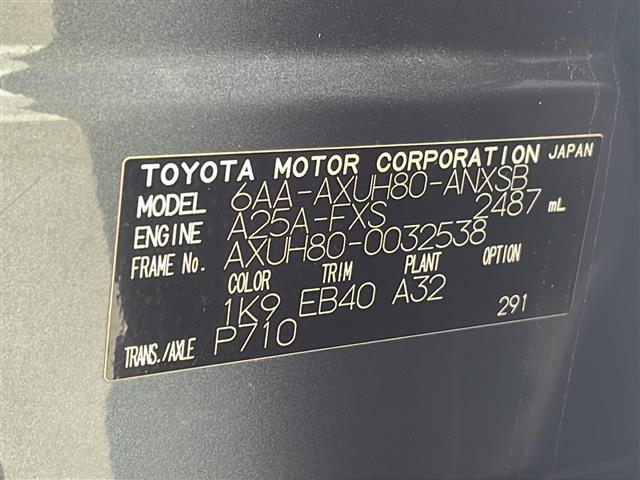 TOYOTA MOTOR CORPORATION JAPAN
MODEL 6AA-AXUH80-ANXSB
ENGINE A25A-FXS 2487 mL
FRAME No. AXUH80-0032538
COLOR TRIM PLANT OPTION
1K9 EB40 A32
291
TRANS./AXLE P710